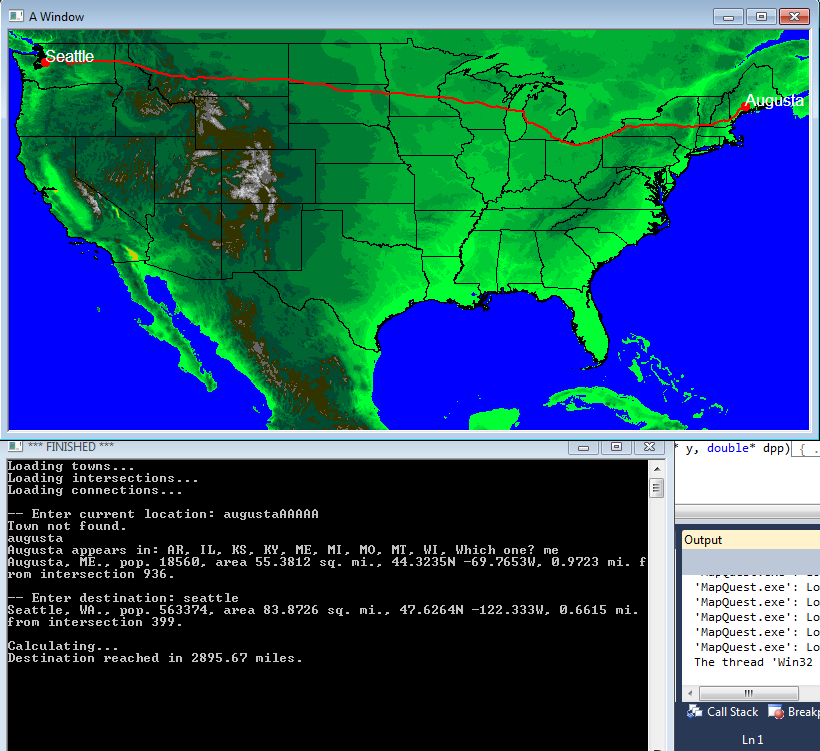 A Window
Seattle
Augusta
*** FINISHED ***
Loading towns...
Loading intersections...
Loading connections...
-- Enter current location: augustaAAAAA
Town not found.
augusta
Augusta appears in: AR, IL, KS, KY, ME, MI, MO, MT, WI, Which one? me
Augusta, ME., pop. 18560, area 55.3812 sq. mi., 44.3235N -69.7653W, 0.9723 mi. f
rom intersection 936.
-- Enter destination: seattle
Seattle, WA., pop. 563374, area 83.8726 sq. mi., 47.6264N -122.333W, 0.6615 mi.
from intersection 399.
Calculating...
Destination reached in 2895.67 miles.
* y, double* dpp) { .
Output
'MapQuest.exe': Lo
'MapQuest.exe': Lo
'MapQuest.exe': Lo
'MapQuest.exe': Lo
'MapQuest.exe': Lo
'MapQuest.exe': Lo
The thread 'Win32
Call Stack
Breakp
Ln 1